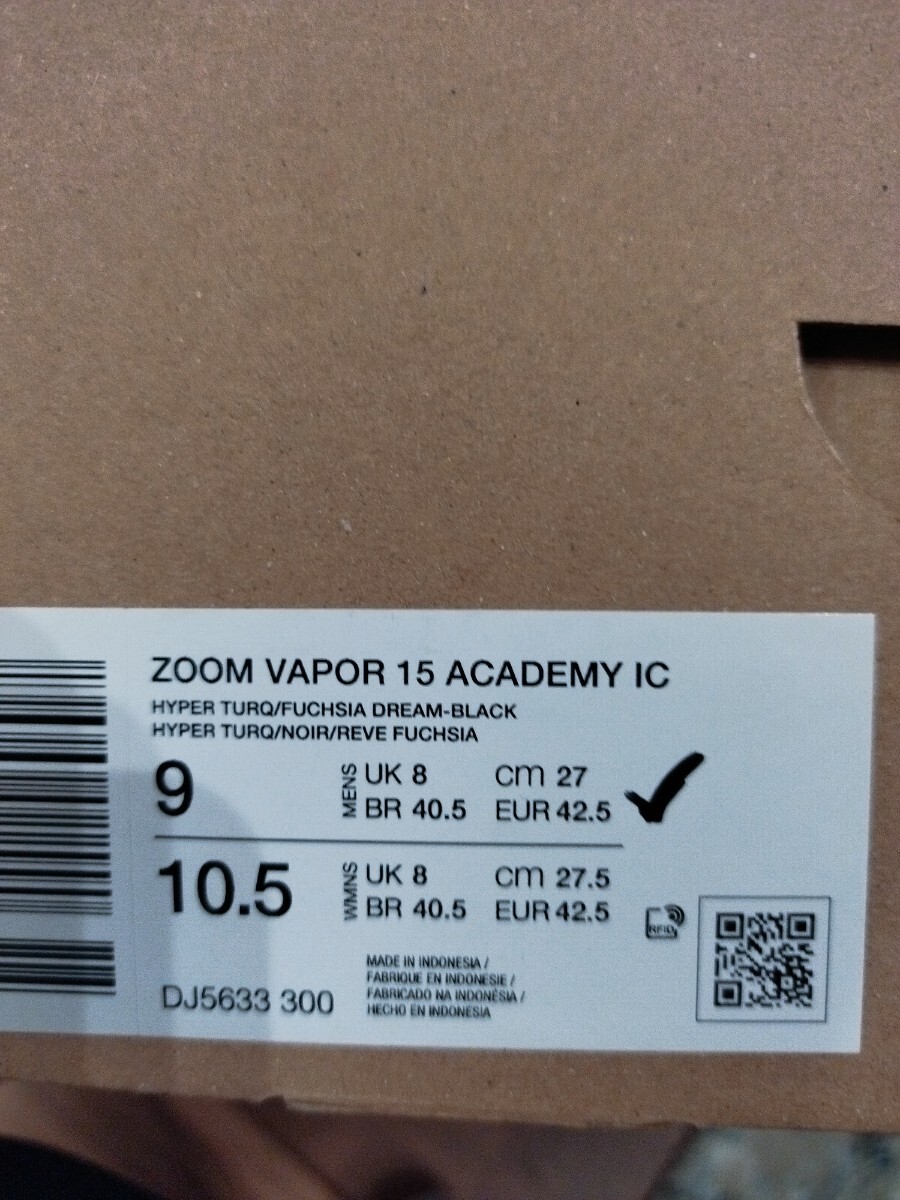 ZOOM VAPOR 15 ACADEMY IC
HYPER TURQ/FUCHSIA DREAM-BLACK
HYPER TURQ/NOIR/REVE FUCHSIA
9 MENS UK 8 CM 27
BR 40.5 EUR 42.5
10.5 WMNS UK 8 CM 27.5
BR 40.5 EUR 42.5
RFID
MADE IN INDONESIA /
FABRIQUE EN INDONESIE /
FABRICADO NA INDONÉSIA /
HECHO EN INDONESIA
DJ5633 300